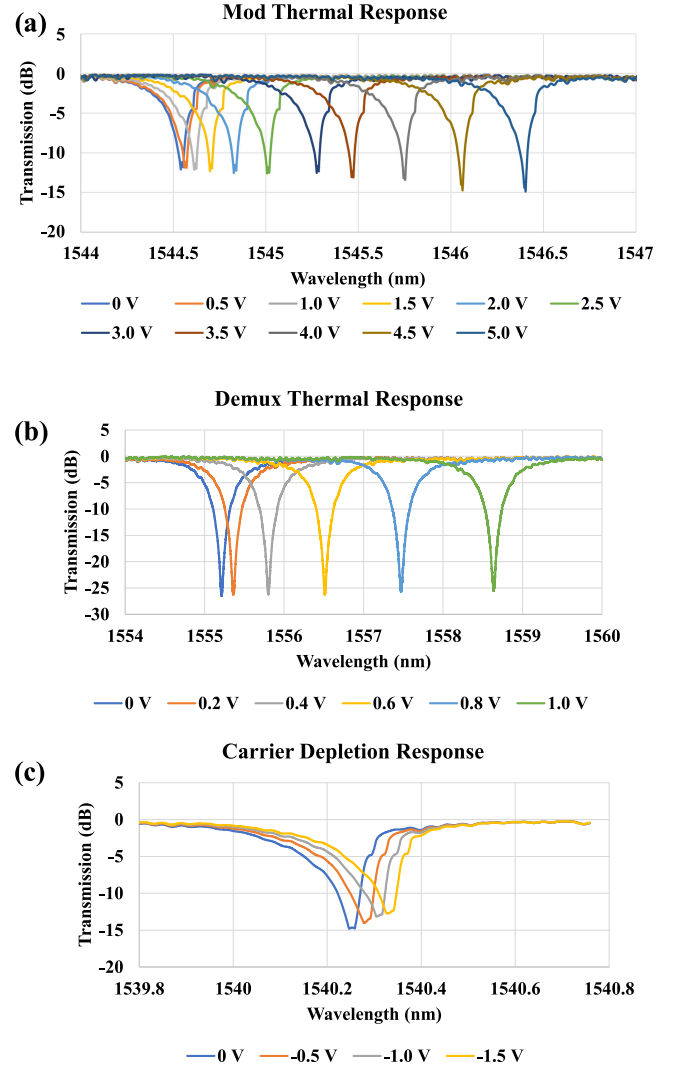 (a)
Mod Thermal Response
5
0
-5
-10
-15
-20
Transmission (dB)
1544 1544.5 1545 1545.5 1546 1546.5 1547
Wavelength (nm)
0 V 0.5 V 1.0 V 1.5 V 2.0 V 2.5 V
3.0 V 3.5 V 4.0 V 4.5 V 5.0 V
(b)
Demux Thermal Response
5
0
-5
-10
-15
-20
-25
-30
Transmission (dB)
1554 1555 1556 1557 1558 1559 1560
Wavelength (nm)
0 V 0.2 V 0.4 V 0.6 V 0.8 V 1.0 V
(c)
Carrier Depletion Response
5
0
-5
-10
-15
-20
Transmission (dB)
1539.8 1540 1540.2 1540.4 1540.6 1540.8
Wavelength (nm)
0 V -0.5 V -1.0 V -1.5 V